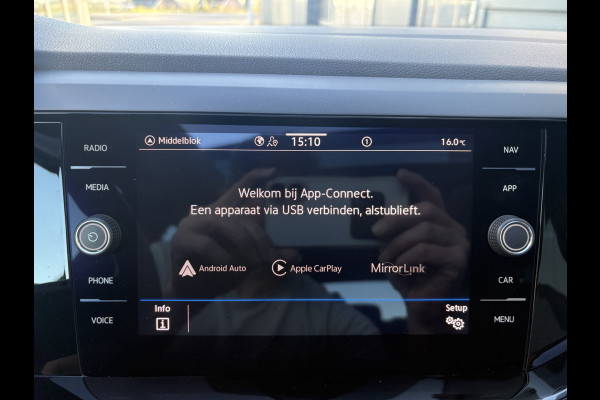 RADIO
MEDIA
PHONE
VOICE
Middelblok
15:10
1
16.0°C
Welkom bij App-Connect.
Een apparaat via USB verbinden, alstublieft.
Android Auto
Apple CarPlay
MirrorLink
Info
Setup
NAV
APP
CAR
MENU